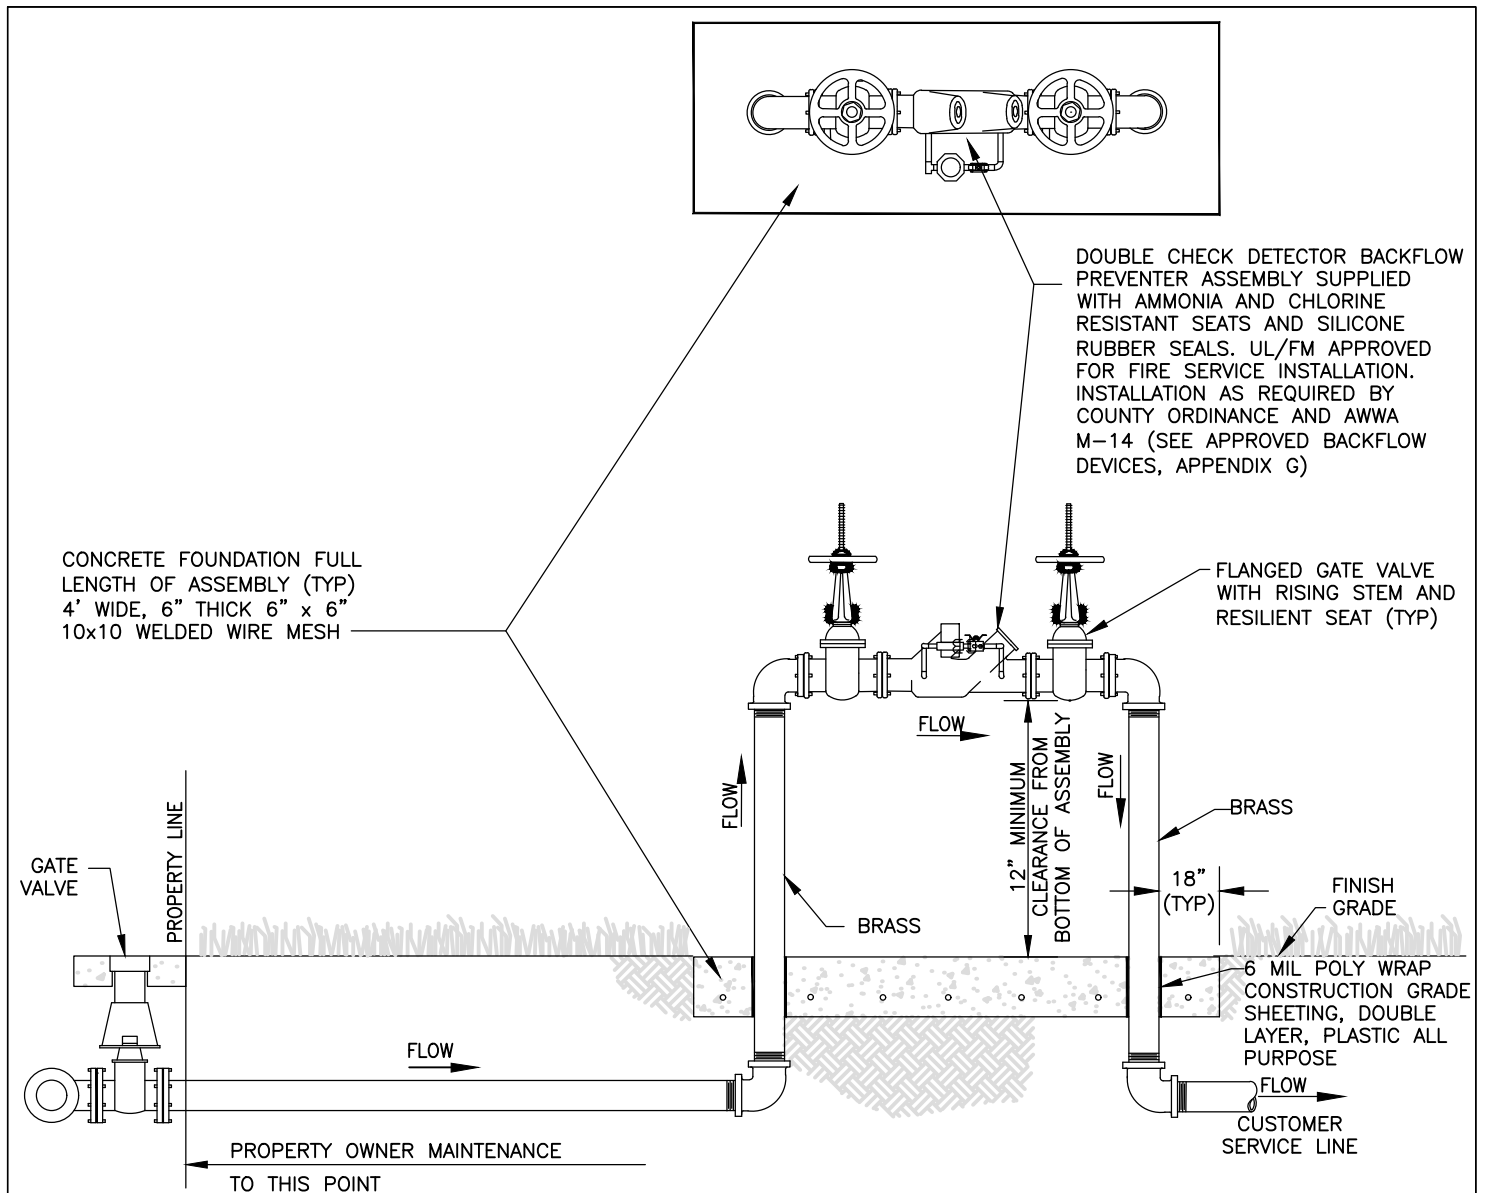 DOUBLE CHECK DETECTOR BACKFLOW
PREVENTER ASSEMBLY SUPPLIED
WITH AMMONIA AND CHLORINE
RESISTANT SEATS AND SILICONE
RUBBER SEALS. UL/FM APPROVED
FOR FIRE SERVICE INSTALLATION.
INSTALLATION AS REQUIRED BY
COUNTY ORDINANCE AND AWWA
M-14 (SEE APPROVED BACKFLOW
DEVICES, APPENDIX G)
CONCRETE FOUNDATION FULL
LENGTH OF ASSEMBLY (TYP)
4' WIDE, 6" THICK 6" x 6"
10x10 WELDED WIRE MESH
FLANGED GATE VALVE
WITH RISING STEM AND
RESILIENT SEAT (TYP)
FLOW
FLOW
12" MINIMUM
CLEARANCE FROM
BOTTOM OF ASSEMBLY
FLOW
BRASS
PROPERTY LINE
GATE
VALVE
18"
(TYP)
FINISH
GRADE
BRASS
6 MIL POLY WRAP
CONSTRUCTION GRADE
SHEETING, DOUBLE
LAYER, PLASTIC ALL
PURPOSE
FLOW
FLOW
CUSTOMER
SERVICE LINE
PROPERTY OWNER MAINTENANCE
TO THIS POINT